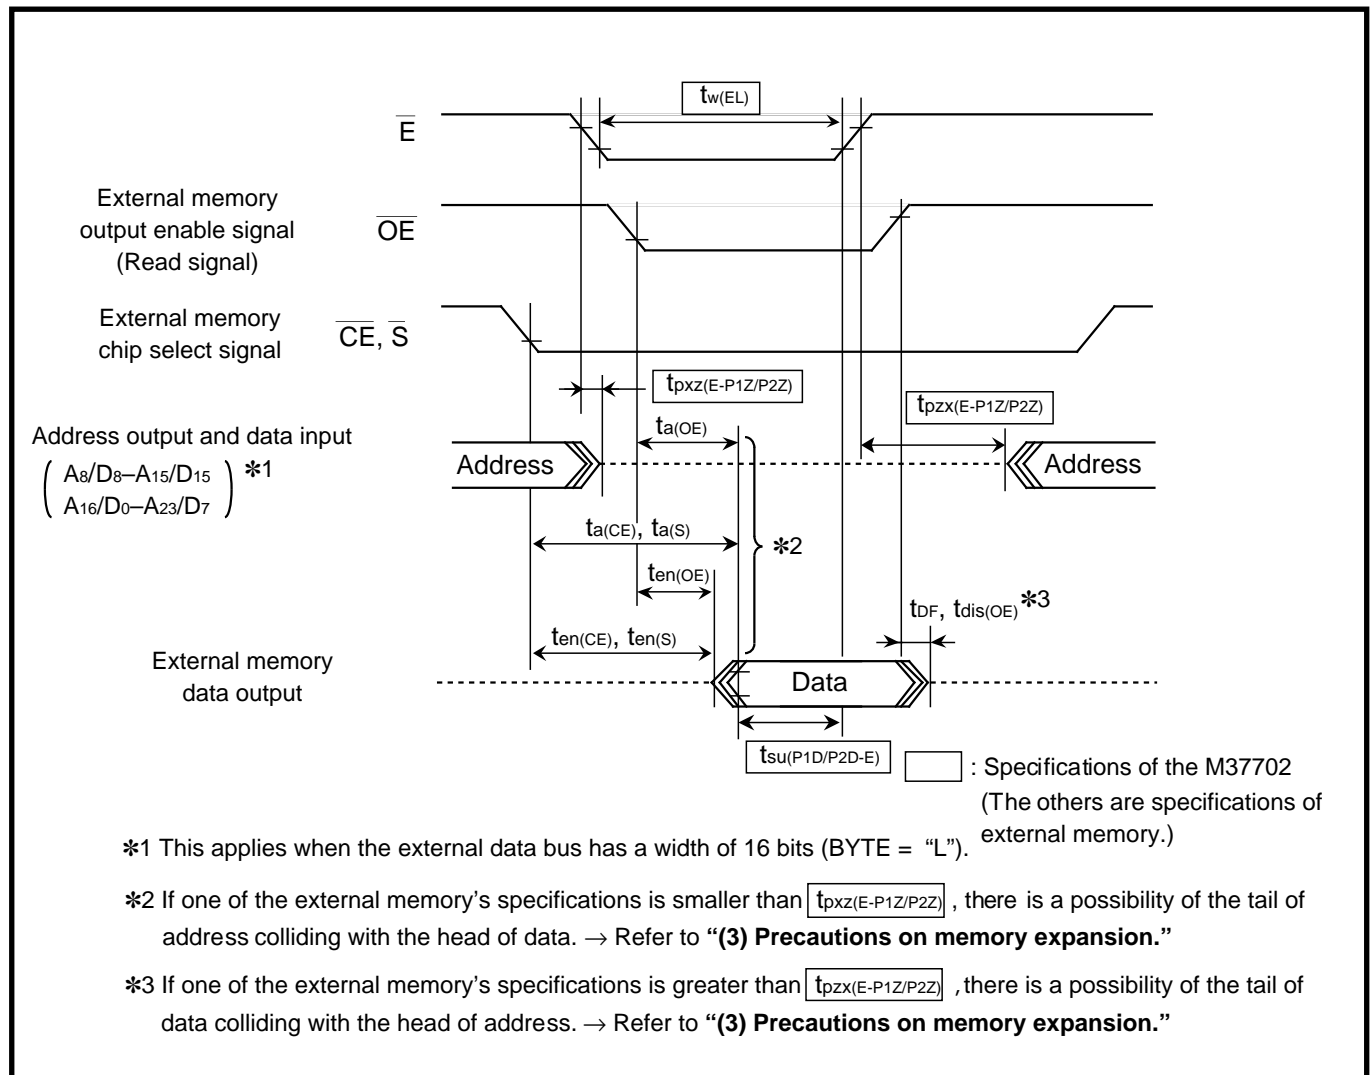 tw(EL)
E
External memory
output enable signal
(Read signal)
OE
External memory
chip select signal
CE, S
tpxz(E-P1Z/P2Z)
tpzx(E-P1Z/P2Z)
ta(OE)
Address output and data input
A8/D8–A15/D15
A16/D0–A23/D7
✻1
Address
Address
ta(CE), ta(S)
✻2
ten(OE)
tDF, tdis(OE)✻3
ten(CE), ten(S)
External memory
data output
Data
tsu(P1D/P2D-E)
: Specifications of the M37702
(The others are specifications of
external memory.)
✻1 This applies when the external data bus has a width of 16 bits (BYTE = “L”).
✻2 If one of the external memory’s specifications is smaller than tpxz(E-P1Z/P2Z) , there is a possibility of the tail of
address colliding with the head of data. → Refer to “(3) Precautions on memory expansion.”
✻3 If one of the external memory’s specifications is greater than tpzx(E-P1Z/P2Z) , there is a possibility of the tail of
data colliding with the head of address. → Refer to “(3) Precautions on memory expansion.”